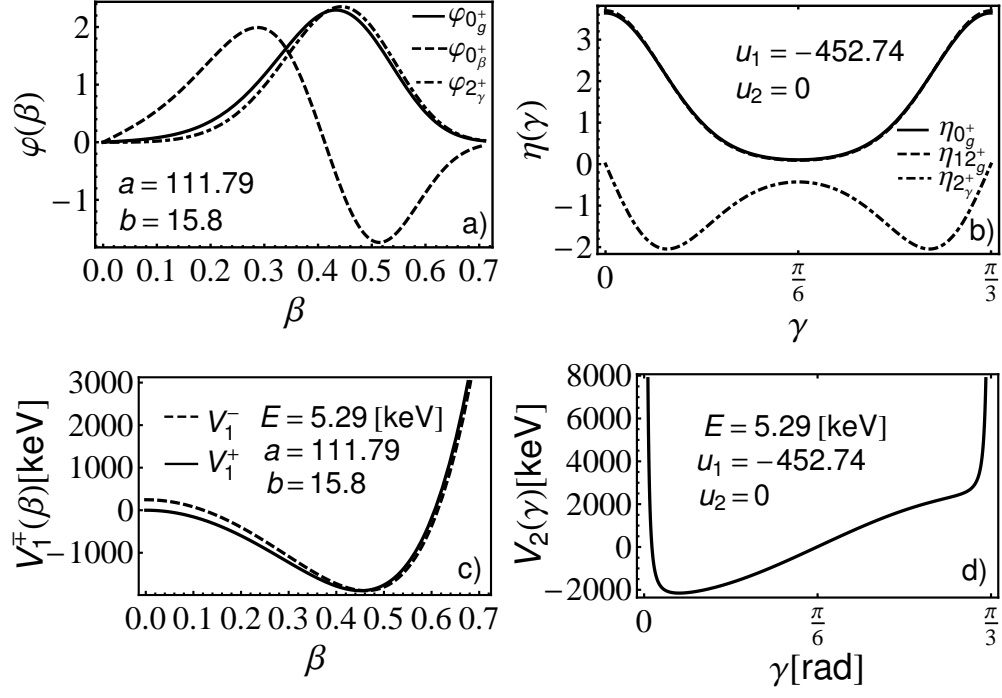 φ(β)
2
1
0
−1
φ0g+
φ0β+
φ2γ+
a = 111.79
b = 15.8
a)
0.0 0.1 0.2 0.3 0.4 0.5 0.6 0.7
β
η(γ)
3
2
1
0
−1
−2
u1 = −452.74
u2 = 0
η0g+
η12g+
η2γ+
b)
0 π/6 π/3
γ
V1∓(β)[keV]
3000
2000
1000
0
−1000
V1−
V1+
E = 5.29 [keV]
a = 111.79
b = 15.8
c)
0.0 0.1 0.2 0.3 0.4 0.5 0.6 0.7
β
V2(γ)[keV]
8000
6000
4000
2000
0
−2000
E = 5.29 [keV]
u1 = −452.74
u2 = 0
d)
0 π/6 π/3
γ[rad]